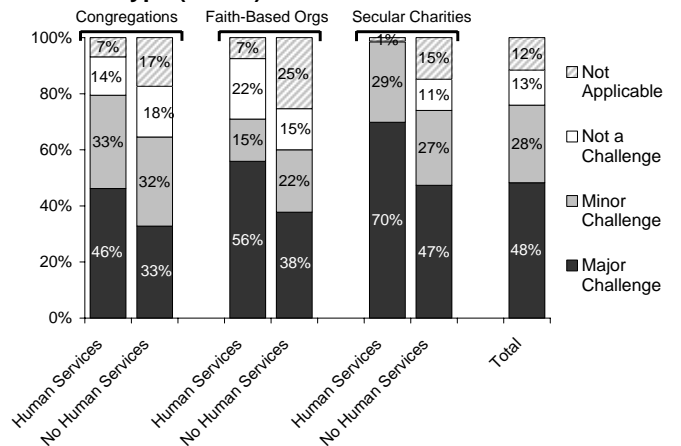 Congregations Faith-Based Orgs Secular Charities
100%
80%
60%
40%
20%
0%
7% 17% 7% 25% 1% 15% 12%
14% 18% 22% 15% 11% 13%
33% 32% 15% 22% 29% 27% 28%
46% 33% 56% 38% 70% 47% 48%
Human Services
No Human Services
Human Services
No Human Services
Human Services
No Human Services
Total
Not
Applicable
Not a
Challenge
Minor
Challenge
Major
Challenge